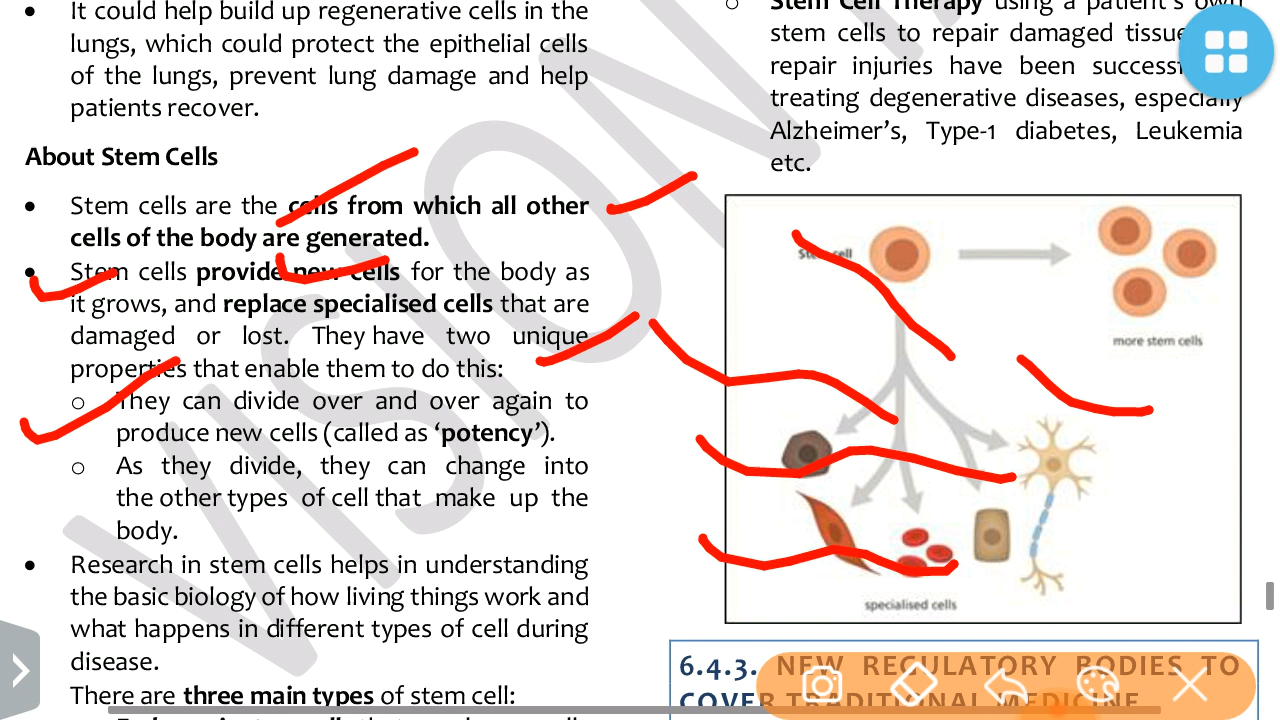 • It could help build up regenerative cells in the
lungs, which could protect the epithelial cells
of the lungs, prevent lung damage and help
patients recover.
About Stem Cells
• Stem cells are the cells from which all other
cells of the body are generated.
• Stem cells provide new cells for the body as
it grows, and replace specialised cells that are
damaged or lost. They have two unique
properties that enable them to do this:
o They can divide over and over again to
produce new cells (called as ‘potency’).
o As they divide, they can change into
the other types of cell that make up the
body.
• Research in stem cells helps in understanding
the basic biology of how living things work and
what happens in different types of cell during
disease.
There are three main types of stem cell:
o Stem Cell Therapy using a patient's own
stem cells to repair damaged
repair injuries have been
treating degenerative diseases, especially
Alzheimer’s, Type-1 diabetes, Leukemia
etc.
Stem cell
more stem cells
specialised cells
6.4.3. NEW REGULATORY BODIES TO
COVER TRADITIONAL MEDICINE
VISION